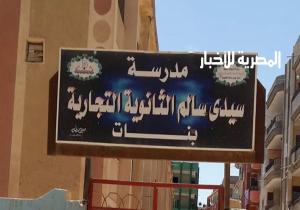 المصرية للأخبار
مدرسة
سيدى سالم الثانوية التجارية
بنات